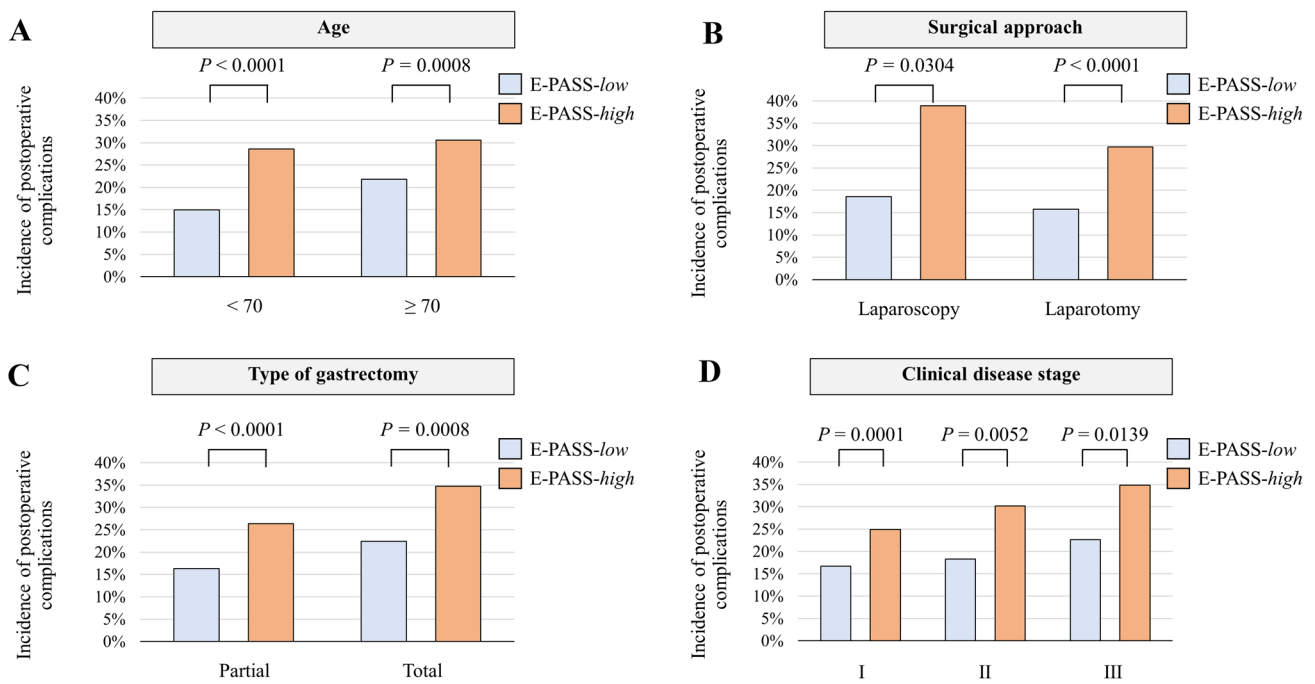 A
Age
P < 0.0001
P = 0.0008
E-PASS-low
E-PASS-high
Incidence of postoperative
complications
40%
35%
30%
25%
20%
15%
10%
5%
0%
< 70
≥ 70
B
Surgical approach
P = 0.0304
P < 0.0001
E-PASS-low
E-PASS-high
Incidence of postoperative
complications
40%
35%
30%
25%
20%
15%
10%
5%
0%
Laparoscopy
Laparotomy
C
Type of gastrectomy
P < 0.0001
P = 0.0008
E-PASS-low
E-PASS-high
Incidence of postoperative
complications
40%
35%
30%
25%
20%
15%
10%
5%
0%
Partial
Total
D
Clinical disease stage
P = 0.0001
P = 0.0052
P = 0.0139
E-PASS-low
E-PASS-high
Incidence of postoperative
complications
40%
35%
30%
25%
20%
15%
10%
5%
0%
I
II
III